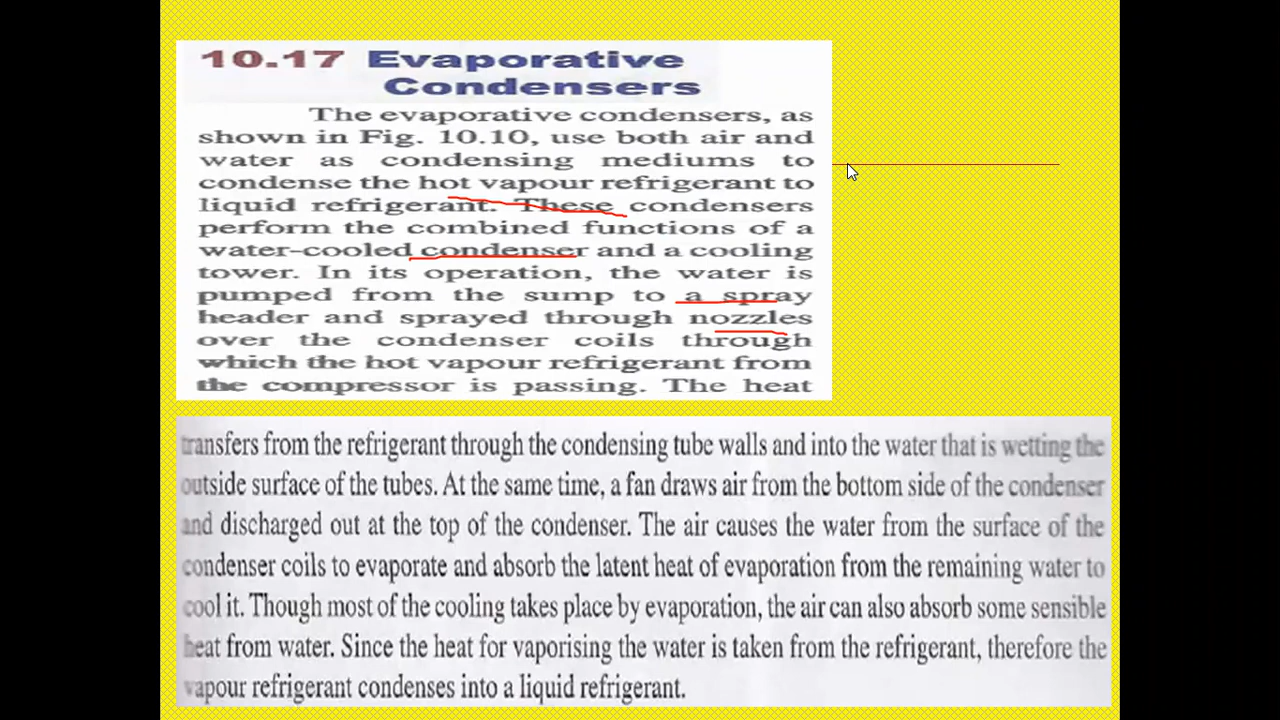 10.17 Evaporative
Condensers
The evaporative condensers, as
shown in Fig. 10.10, use both air and
water as condensing mediums to
condense the hot vapour refrigerant to
liquid refrigerant. These condensers
perform the combined functions of a
water-cooled condenser and a cooling
tower. In its operation, the water is
pumped from the sump to a spray
header and sprayed through nozzles
over the condenser coils through
which the hot vapour refrigerant from
the compressor is passing. The heat
transfers from the refrigerant through the condensing tube walls and into the water that is wetting the
outside surface of the tubes. At the same time, a fan draws air from the bottom side of the condenser
and discharged out at the top of the condenser. The air causes the water from the surface of the
condenser coils to evaporate and absorb the latent heat of evaporation from the remaining water to
cool it. Though most of the cooling takes place by evaporation, the air can also absorb some sensible
heat from water. Since the heat for vaporising the water is taken from the refrigerant, therefore the
vapour refrigerant condenses into a liquid refrigerant.